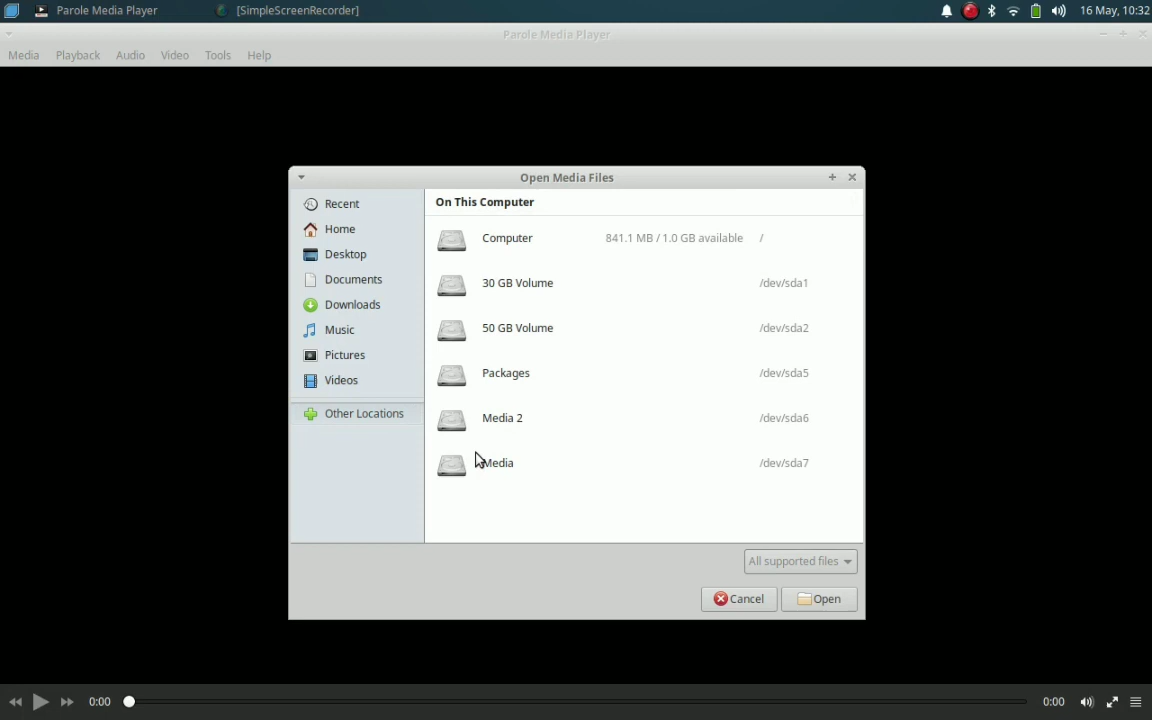 Parole Media Player [SimpleScreenRecorder] 16 May, 10:32
Parole Media Player
Media Playback Audio Video Tools Help
Open Media Files
Recent
Home
Desktop
Documents
Downloads
Music
Pictures
Videos
Other Locations
On This Computer
Computer 841.1 MB / 1.0 GB available /
30 GB Volume /dev/sda1
50 GB Volume /dev/sda2
Packages /dev/sda5
Media 2 /dev/sda6
Media /dev/sda7
All supported files
Cancel Open
0:00 0:00